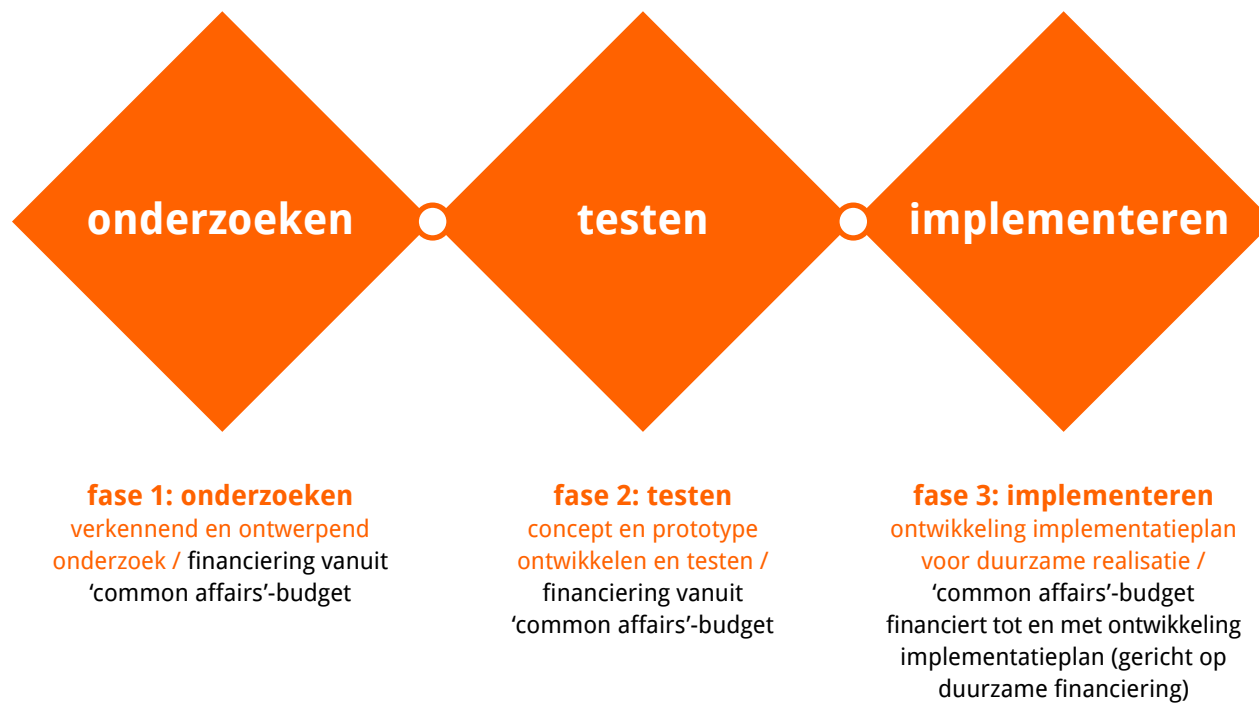 onderzoeken
testen
implementeren
fase 1: onderzoeken
verkennend en ontwerpend
onderzoek / financiering vanuit
‘common affairs’-budget
fase 2: testen
concept en prototype
ontwikkelen en testen /
financiering vanuit
‘common affairs’-budget
fase 3: implementeren
ontwikkeling implementatieplan
voor duurzame realisatie /
‘common affairs’-budget
financiert tot en met ontwikkeling
implementatieplan (gericht op
duurzame financiering)